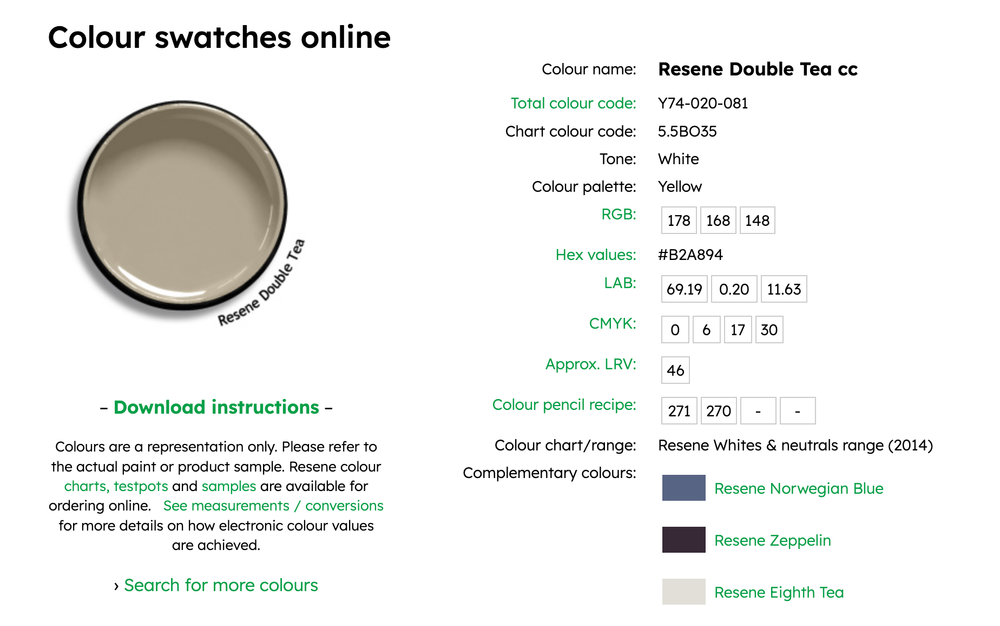 Colour swatches online
Resene Double Tea
– Download instructions –
Colours are a representation only. Please refer to
the actual paint or product sample. Resene colour
charts, testpots and samples are available for
ordering online. See measurements / conversions
for more details on how electronic colour values
are achieved.
› Search for more colours
Colour name: Resene Double Tea cc
Total colour code: Y74-020-081
Chart colour code: 5.5BO35
Tone: White
Colour palette: Yellow
RGB: 178 168 148
Hex values: #B2A894
LAB: 69.19 0.20 11.63
CMYK: 0 6 17 30
Approx. LRV: 46
Colour pencil recipe: 271 270 - -
Colour chart/range: Resene Whites & neutrals range (2014)
Complementary colours:
Resene Norwegian Blue
Resene Zeppelin
Resene Eighth Tea